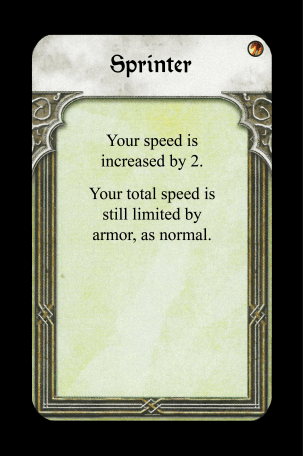 Sprinter
Your speed is
increased by 2.
Your total speed is
still limited by
armor, as normal.